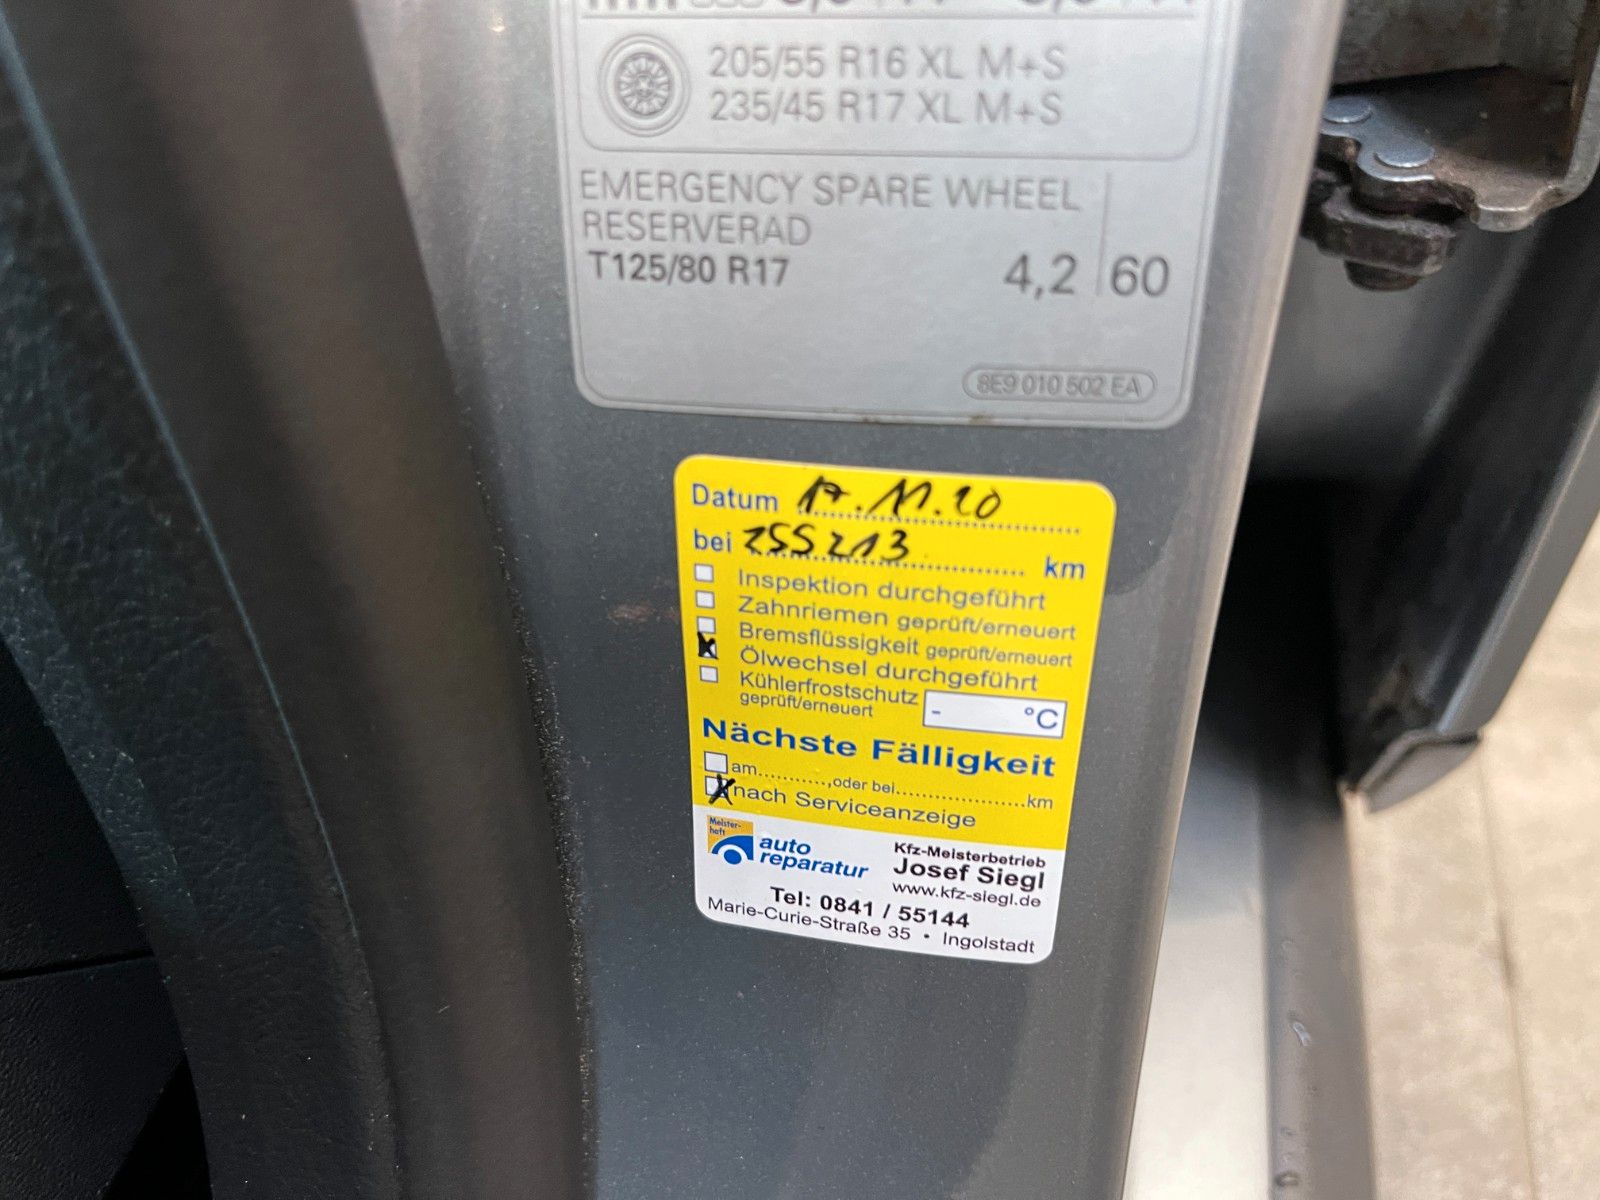 205/55 R16 XL M+S
235/45 R17 XL M+S
EMERGENCY SPARE WHEEL
RESERVERAD
T125/80 R17 4,2 60
8E9 010 502 EA
Datum 17.11.20
bei 255213 km
Inspektion durchgeführt
Zahnriemen geprüft/erneuert
Bremsflüssigkeit geprüft/erneuert
Ölwechsel durchgeführt
Kühlerfrostschutz
geprüft/erneuert - °C
Nächste Fälligkeit
am...........,oder bei....................km
nach Serviceanzeige
Meister-
haft
auto
reparatur
Kfz-Meisterbetrieb
Josef Siegl
www.kfz-siegl.de
Tel: 0841 / 55144
Marie-Curie-Straße 35 • Ingolstadt